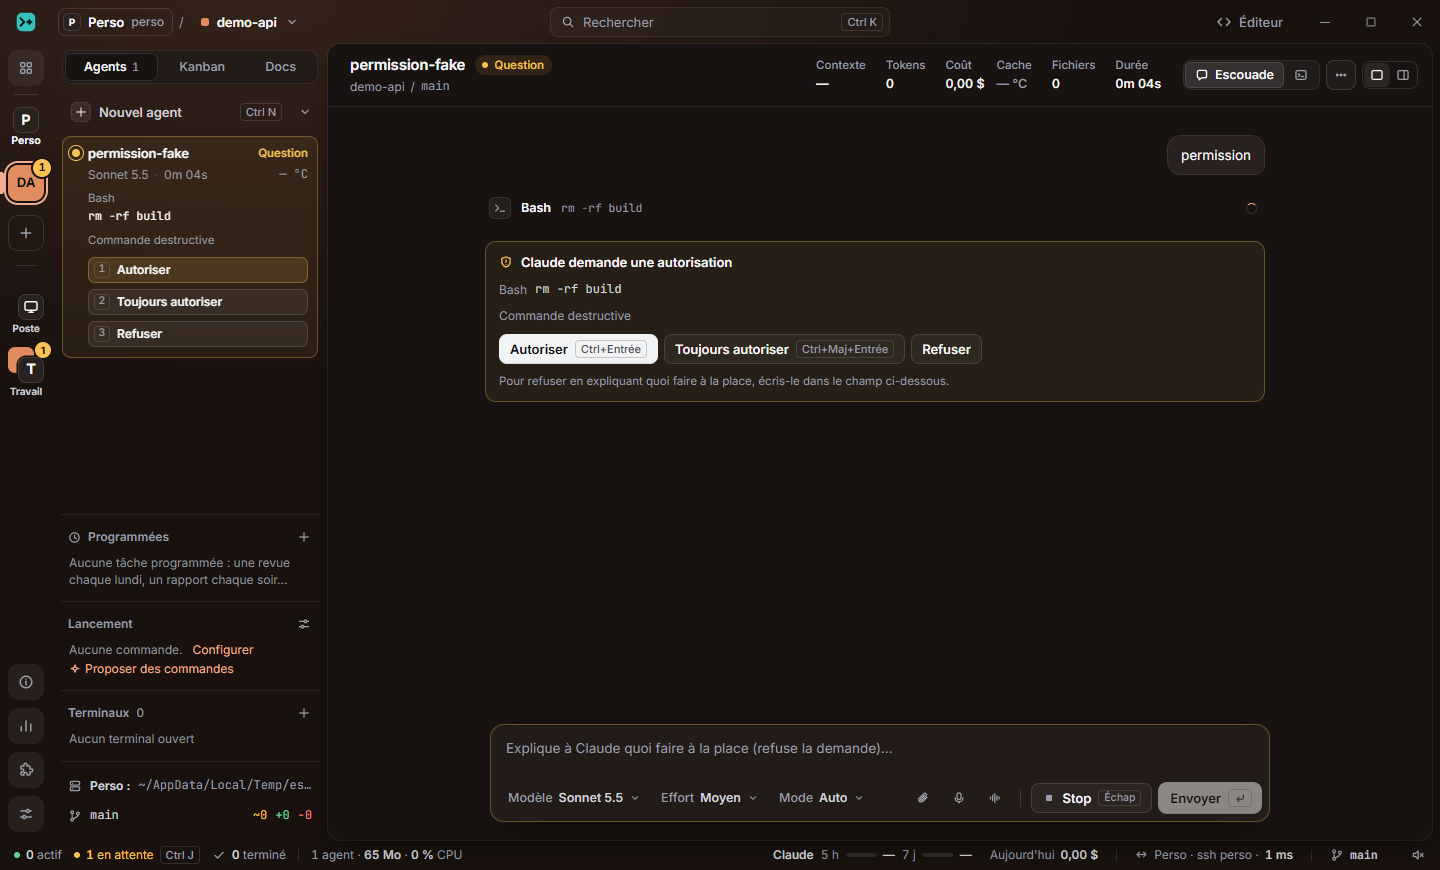 P Perso perso / demo-api
Rechercher Ctrl K
Éditeur
Agents 1 Kanban Docs
Nouvel agent Ctrl N
P
Perso
DA 1
Poste
T 1
Travail
permission-fake Question
Sonnet 5.5 · 0m 04s — °C
Bash
rm -rf build
Commande destructive
1 Autoriser
2 Toujours autoriser
3 Refuser
Programmées
Aucune tâche programmée : une revue
chaque lundi, un rapport chaque soir...
Lancement
Aucune commande. Configurer
Proposer des commandes
Terminaux 0
Aucun terminal ouvert
Perso : ~/AppData/Local/Temp/es…
main ~0 +0 -0
permission-fake Question
demo-api / main
Contexte Tokens Coût Cache Fichiers Durée
— 0 0,00 $ — °C 0 0m 04s
Escouade
permission
Bash rm -rf build
Claude demande une autorisation
Bash rm -rf build
Commande destructive
Autoriser Ctrl+Entrée Toujours autoriser Ctrl+Maj+Entrée Refuser
Pour refuser en expliquant quoi faire à la place, écris-le dans le champ ci-dessous.
Explique à Claude quoi faire à la place (refuse la demande)...
Modèle Sonnet 5.5 Effort Moyen Mode Auto Stop Échap Envoyer
0 actif 1 en attente Ctrl J 0 terminé 1 agent · 65 Mo · 0 % CPU
Claude 5 h — 7 j — Aujourd'hui 0,00 $ Perso · ssh perso · 1 ms main